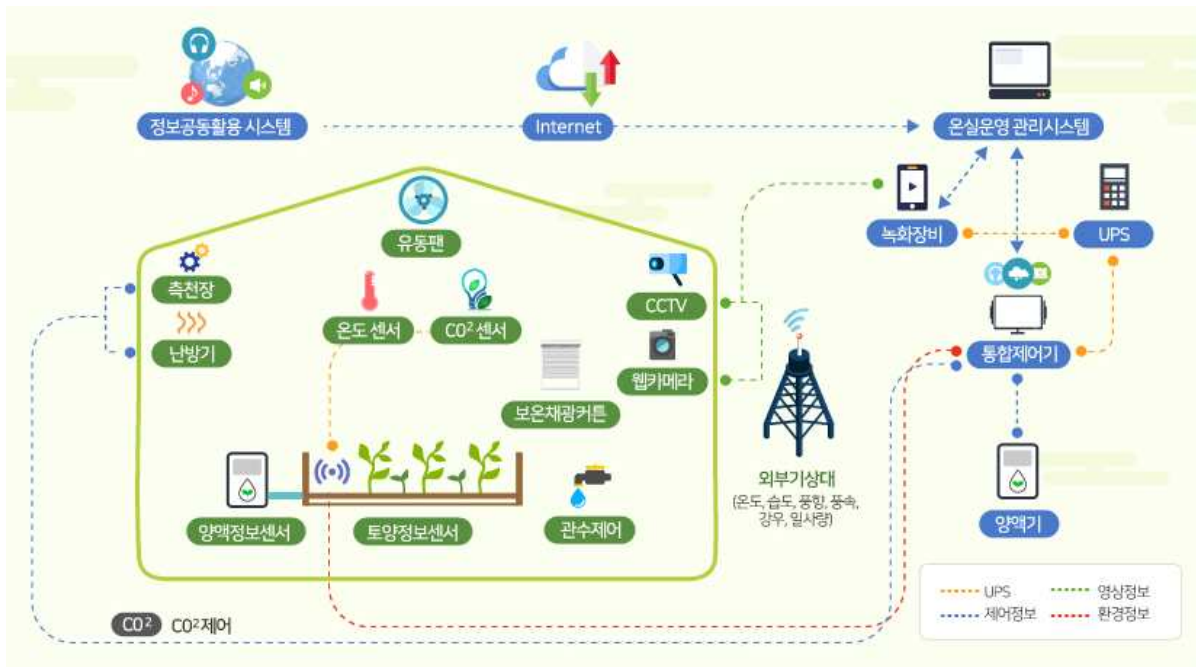 정보공동활용 시스템
Internet
온실운영 관리시스템
유동팬
녹화장비
UPS
측천장
CCTV
온도 센서
CO² 센서
난방기
통합제어기
웹카메라
보온채광커튼
외부기상대
(온도, 습도, 풍향, 풍속,
강우, 일사량)
양액정보센서
토양정보센서
관수제어
양액기
UPS
영상정보
제어정보
환경정보
CO² CO²제어